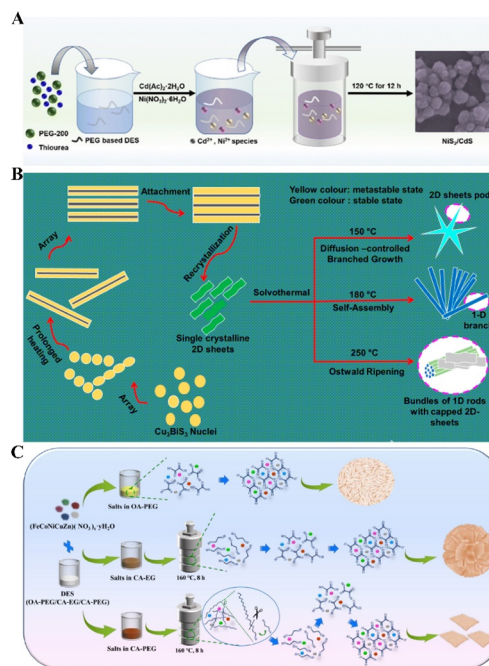 A
Cd(Ac)₂·2H₂O
Ni(NO₃)₂·6H₂O
120 °C for 12 h
PEG-200
Thiourea
PEG based DES
Cd²⁺, Ni²⁺ species
NiS₂/CdS
B
Attachment
Yellow colour: metastable state
Green colour : stable state
2D sheets pod
Array
Recrystallization
150 °C
Diffusion –controlled
Branched Growth
Solvothermal
180 °C
Self-Assembly
1-D
branch
Prolonged
heating
Single crystalline
2D sheets
250 °C
Ostwald Ripening
Array
Cu₃BiS₃ Nuclei
Bundles of 1D rods
with capped 2D-
sheets
C
(FeCoNiCuZn)( NO₃)ₓ·yH₂O
Salts in OA-PEG
DES
(OA-PEG/CA-EG/CA-PEG)
Salts in CA-EG
160 °C, 8 h
Salts in CA-PEG
160 °C, 8 h